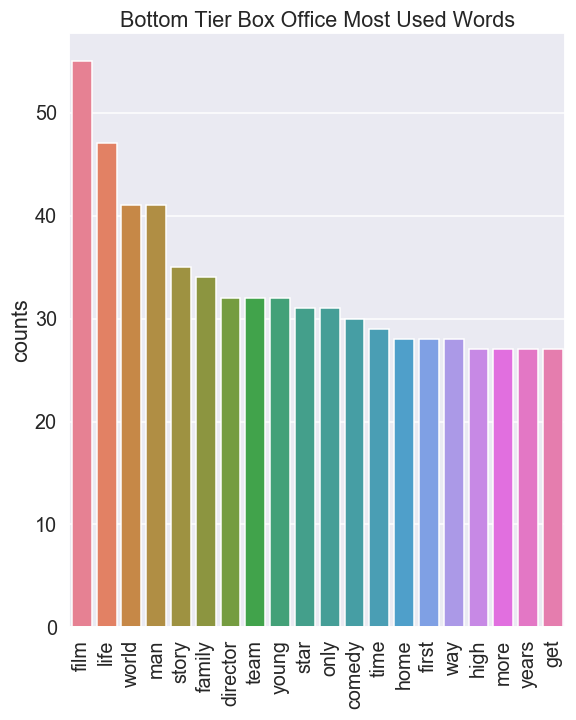 Bottom Tier Box Office Most Used Words
counts
50
40
30
20
10
0
film
life
world
man
story
family
director
team
young
star
only
comedy
time
home
first
way
high
more
years
get